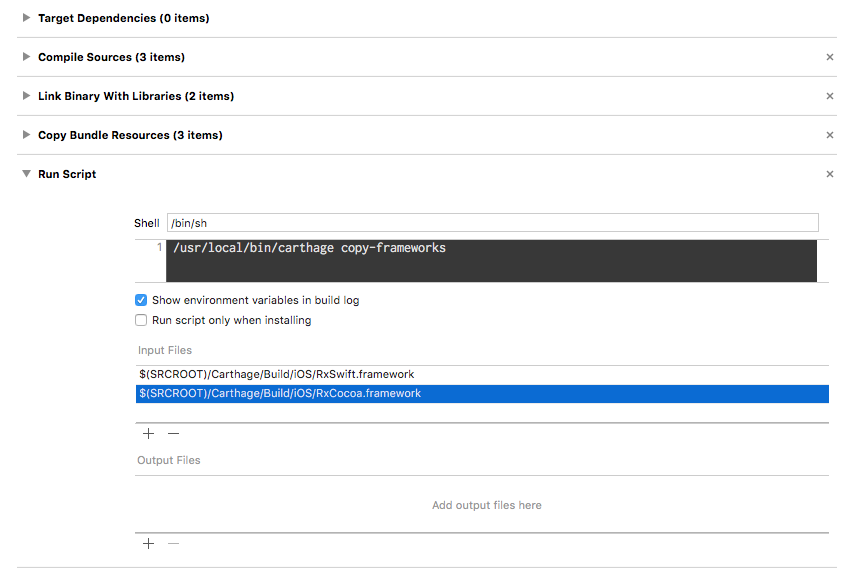 Target Dependencies (0 items)
Compile Sources (3 items)
Link Binary With Libraries (2 items)
Copy Bundle Resources (3 items)
Run Script
Shell /bin/sh
1 /usr/local/bin/carthage copy-frameworks
Show environment variables in build log
Run script only when installing
Input Files
$(SRCROOT)/Carthage/Build/iOS/RxSwift.framework
$(SRCROOT)/Carthage/Build/iOS/RxCocoa.framework
Output Files
Add output files here